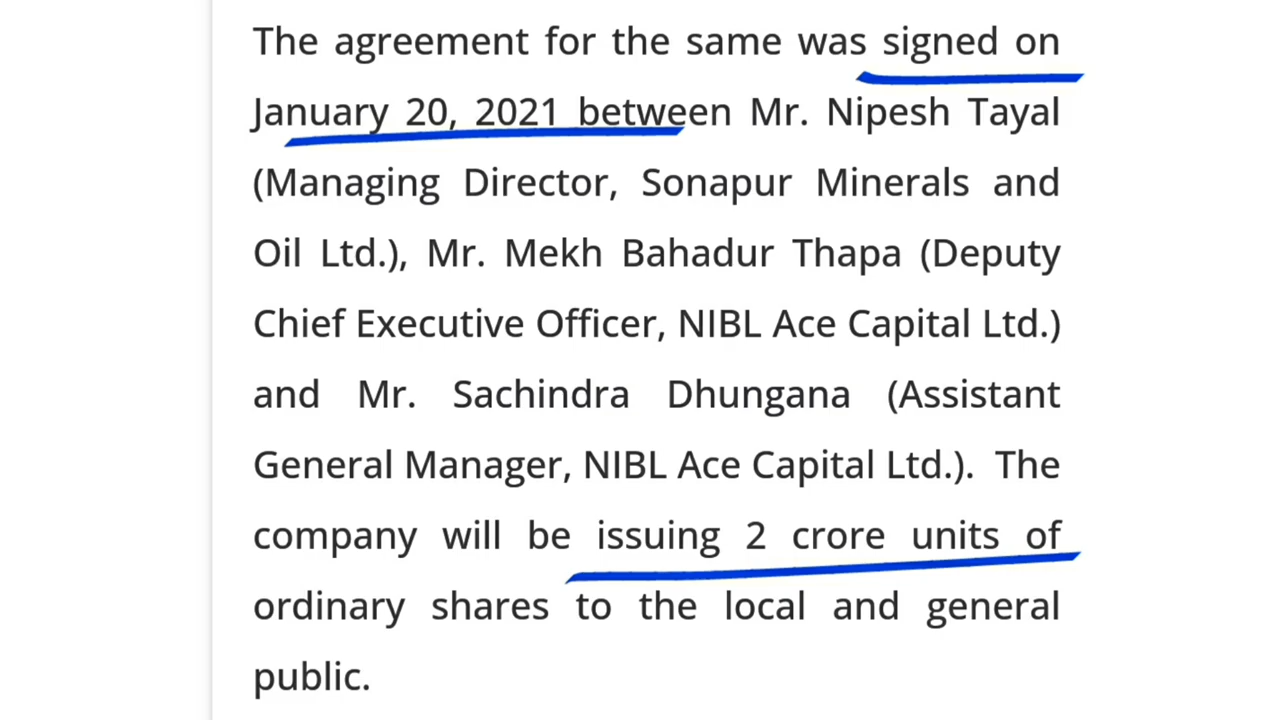 The agreement for the same was signed on
January 20, 2021 between Mr. Nipesh Tayal
(Managing Director, Sonapur Minerals and
Oil Ltd.), Mr. Mekh Bahadur Thapa (Deputy
Chief Executive Officer, NIBL Ace Capital Ltd.)
and Mr. Sachindra Dhungana (Assistant
General Manager, NIBL Ace Capital Ltd.). The
company will be issuing 2 crore units of
ordinary shares to the local and general
public.